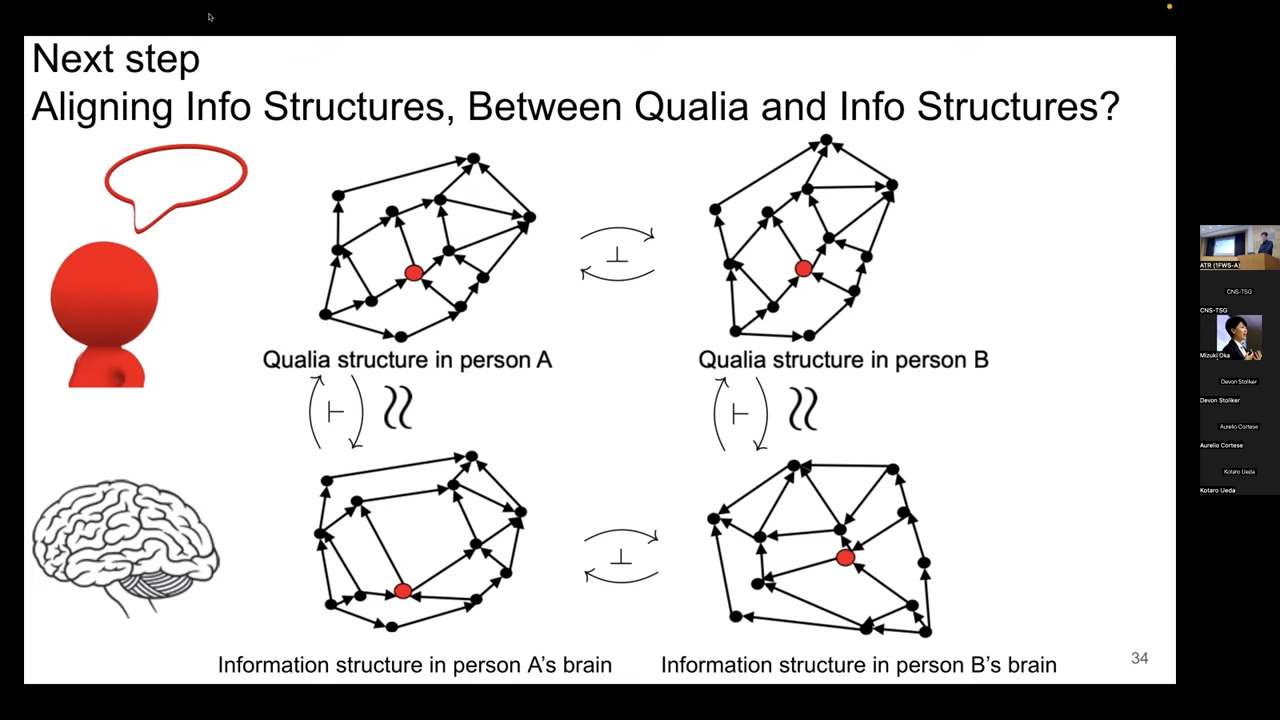 Next step
Aligning Info Structures, Between Qualia and Info Structures?
⊥
Qualia structure in person A
Qualia structure in person B
⊢
≈
⊢
≈
⊥
Information structure in person A's brain
Information structure in person B's brain
34
ATR (1FWS-A)
CNS-TSG
CNS-TSG
Mizuki Oka
Devon Stoliker
Devon Stoliker
Aurelio Cortese
Aurelio Cortese
Kotaro Ueda
Kotaro Ueda